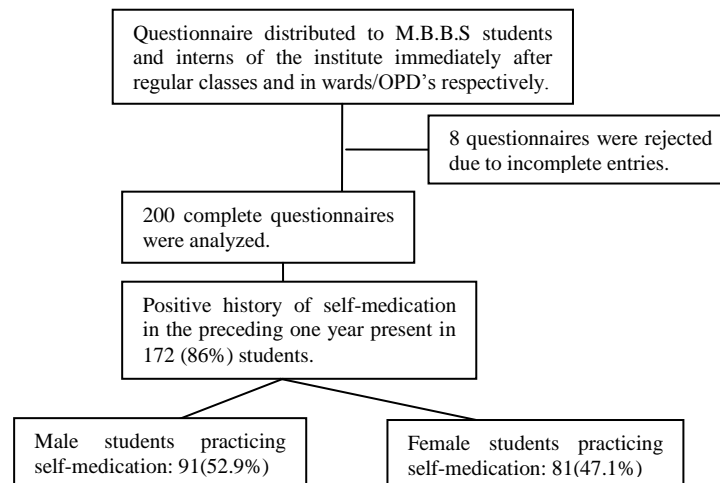 Questionnaire distributed to M.B.B.S students
and interns of the institute immediately after
regular classes and in wards/OPD's respectively.
8 questionnaires were rejected
due to incomplete entries.
200 complete questionnaires
were analyzed.
Positive history of self-medication
in the preceding one year present in
172 (86%) students.
Male students practicing
self-medication: 91(52.9%)
Female students practicing
self-medication: 81(47.1%)